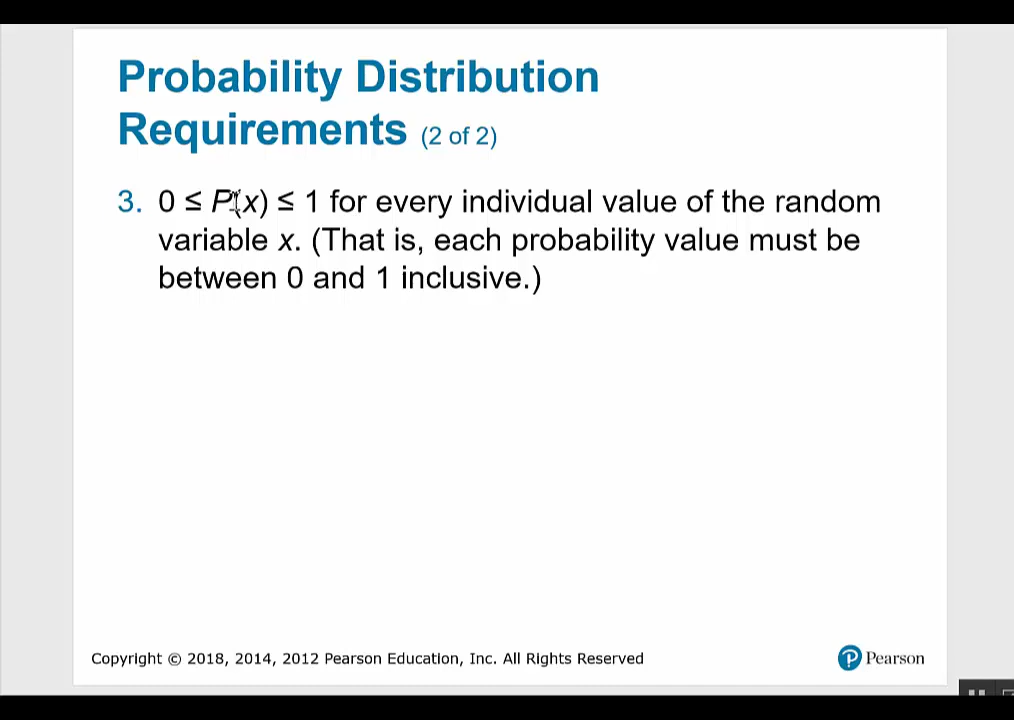 Probability Distribution
Requirements (2 of 2)
3. 0 ≤ P(x) ≤ 1 for every individual value of the random
variable x. (That is, each probability value must be
between 0 and 1 inclusive.)
Copyright © 2018, 2014, 2012 Pearson Education, Inc. All Rights Reserved
Pearson